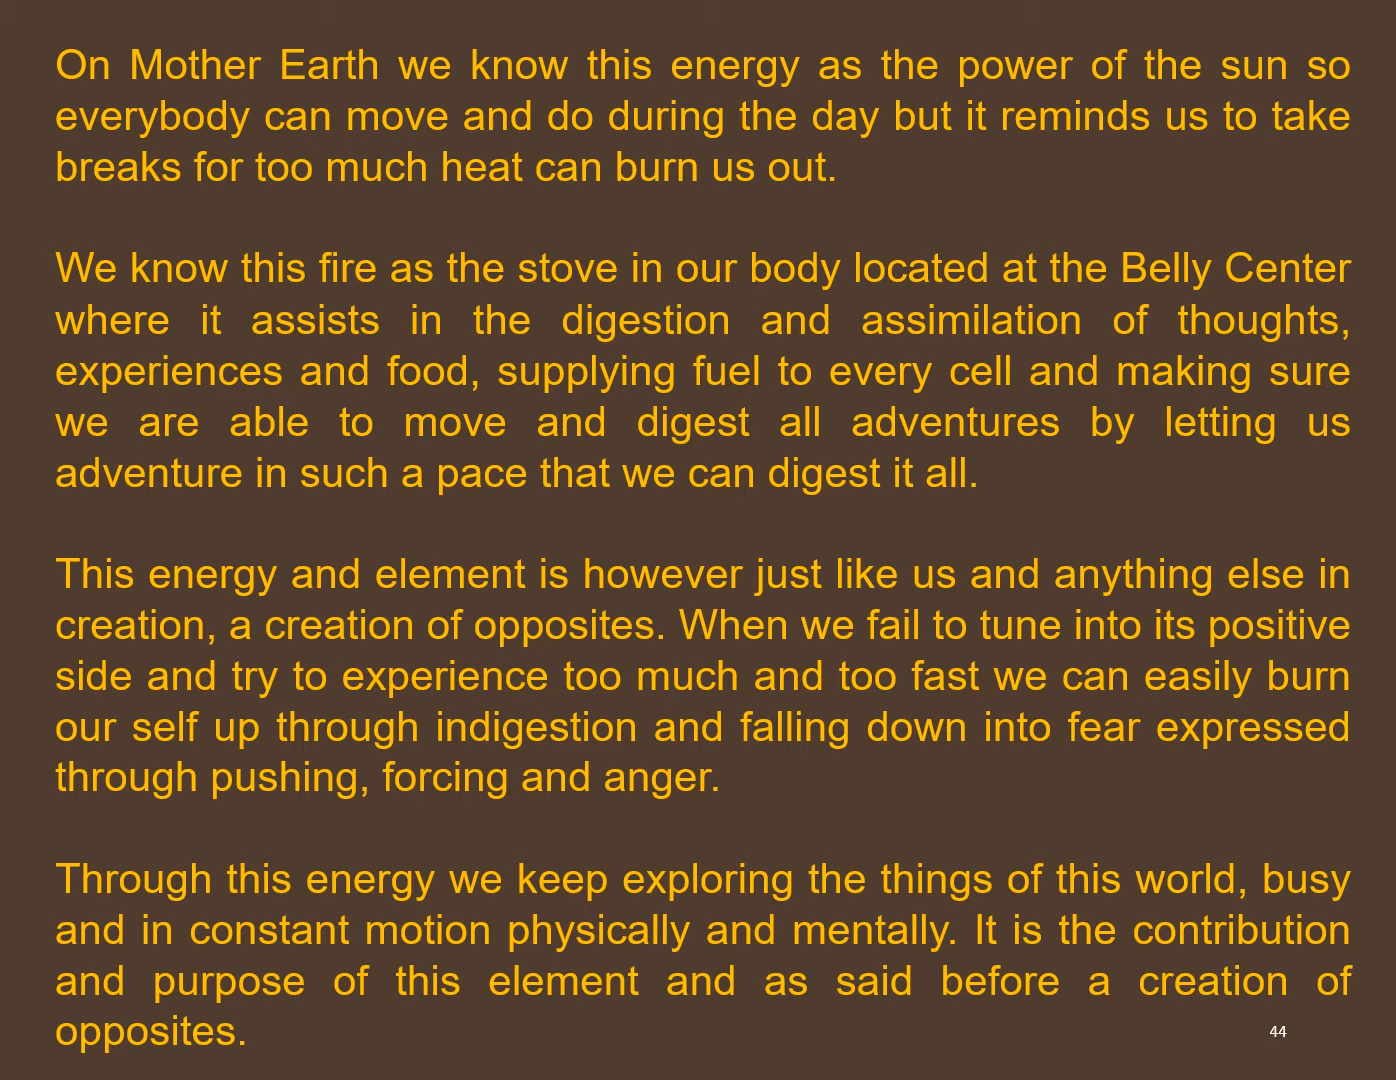 On Mother Earth we know this energy as the power of the sun so
everybody can move and do during the day but it reminds us to take
breaks for too much heat can burn us out.
We know this fire as the stove in our body located at the Belly Center
where it assists in the digestion and assimilation of thoughts,
experiences and food, supplying fuel to every cell and making sure
we are able to move and digest all adventures by letting us
adventure in such a pace that we can digest it all.
This energy and element is however just like us and anything else in
creation, a creation of opposites. When we fail to tune into its positive
side and try to experience too much and too fast we can easily burn
our self up through indigestion and falling down into fear expressed
through pushing, forcing and anger.
Through this energy we keep exploring the things of this world, busy
and in constant motion physically and mentally. It is the contribution
and purpose of this element and as said before a creation of
opposites.
44